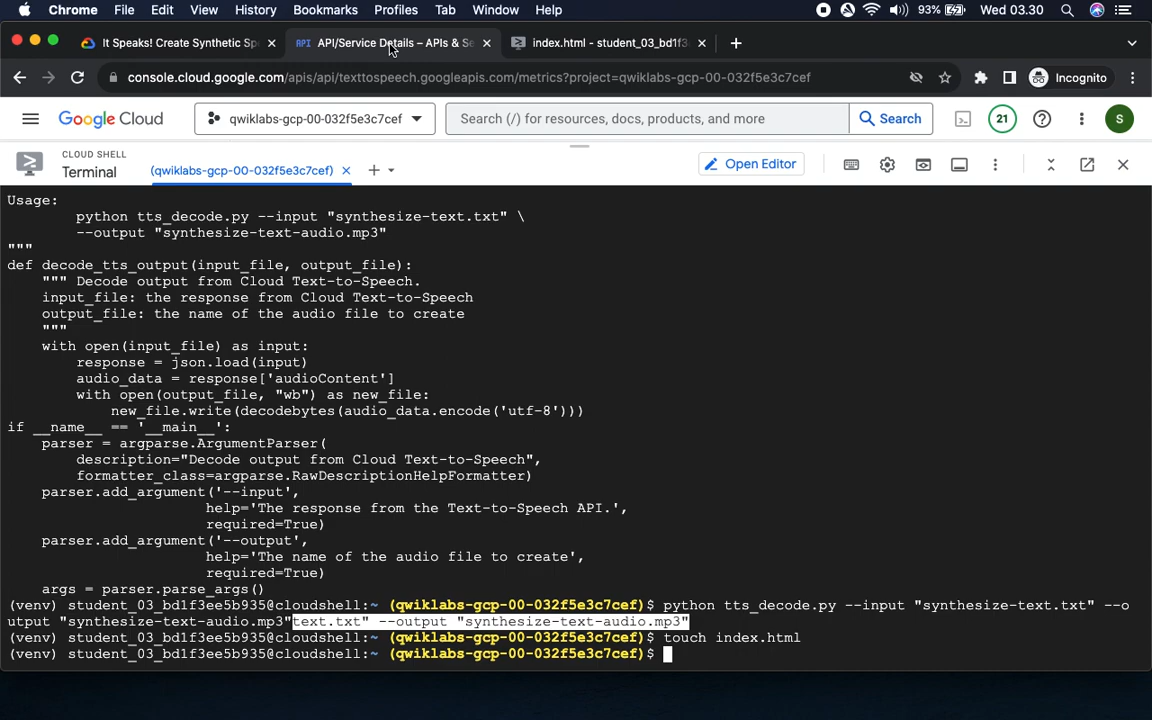 Chrome File Edit View History Bookmarks Profiles Tab Window Help 93% Wed 03.30
It Speaks! Create Synthetic Sp
API API/Service Details – APIs & Se
index.html - student_03_bd1f3
console.cloud.google.com/apis/api/texttospeech.googleapis.com/metrics?project=qwiklabs-gcp-00-032f5e3c7cef Incognito
Google Cloud qwiklabs-gcp-00-032f5e3c7cef Search (/) for resources, docs, products, and more Search 21 S
CLOUD SHELL
Terminal (qwiklabs-gcp-00-032f5e3c7cef) Open Editor
Usage:
python tts_decode.py --input "synthesize-text.txt" \
--output "synthesize-text-audio.mp3"
"""
def decode_tts_output(input_file, output_file):
""" Decode output from Cloud Text-to-Speech.
input_file: the response from Cloud Text-to-Speech
output_file: the name of the audio file to create
"""
with open(input_file) as input:
response = json.load(input)
audio_data = response['audioContent']
with open(output_file, "wb") as new_file:
new_file.write(decodebytes(audio_data.encode('utf-8')))
if __name__ == '__main__':
parser = argparse.ArgumentParser(
description="Decode output from Cloud Text-to-Speech",
formatter_class=argparse.RawDescriptionHelpFormatter)
parser.add_argument('--input',
help='The response from the Text-to-Speech API.',
required=True)
parser.add_argument('--output',
help='The name of the audio file to create',
required=True)
args = parser.parse_args()
(venv) student_03_bd1f3ee5b935@cloudshell:~ (qwiklabs-gcp-00-032f5e3c7cef)$ python tts_decode.py --input "synthesize-text.txt" --o
utput "synthesize-text-audio.mp3"text.txt" --output "synthesize-text-audio.mp3"
(venv) student_03_bd1f3ee5b935@cloudshell:~ (qwiklabs-gcp-00-032f5e3c7cef)$ touch index.html
(venv) student_03_bd1f3ee5b935@cloudshell:~ (qwiklabs-gcp-00-032f5e3c7cef)$